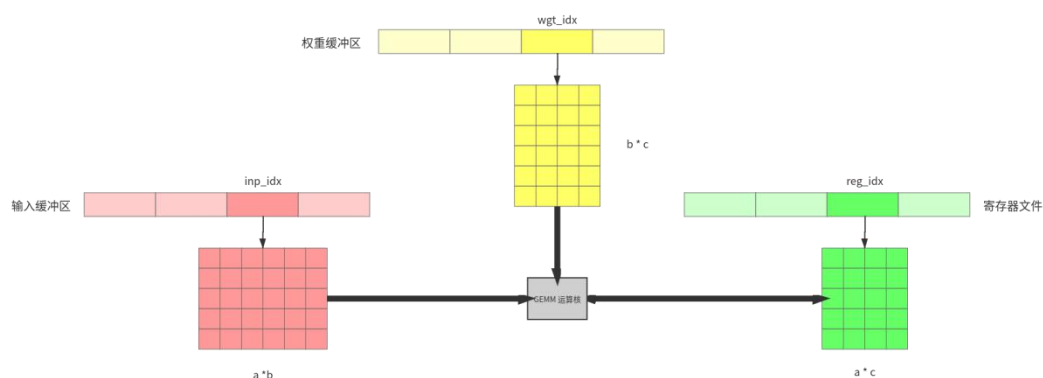 wgt_idx
权重缓冲区
b * c
inp_idx
输入缓冲区
reg_idx
寄存器文件
GEMM 运算核
a *b
a * c